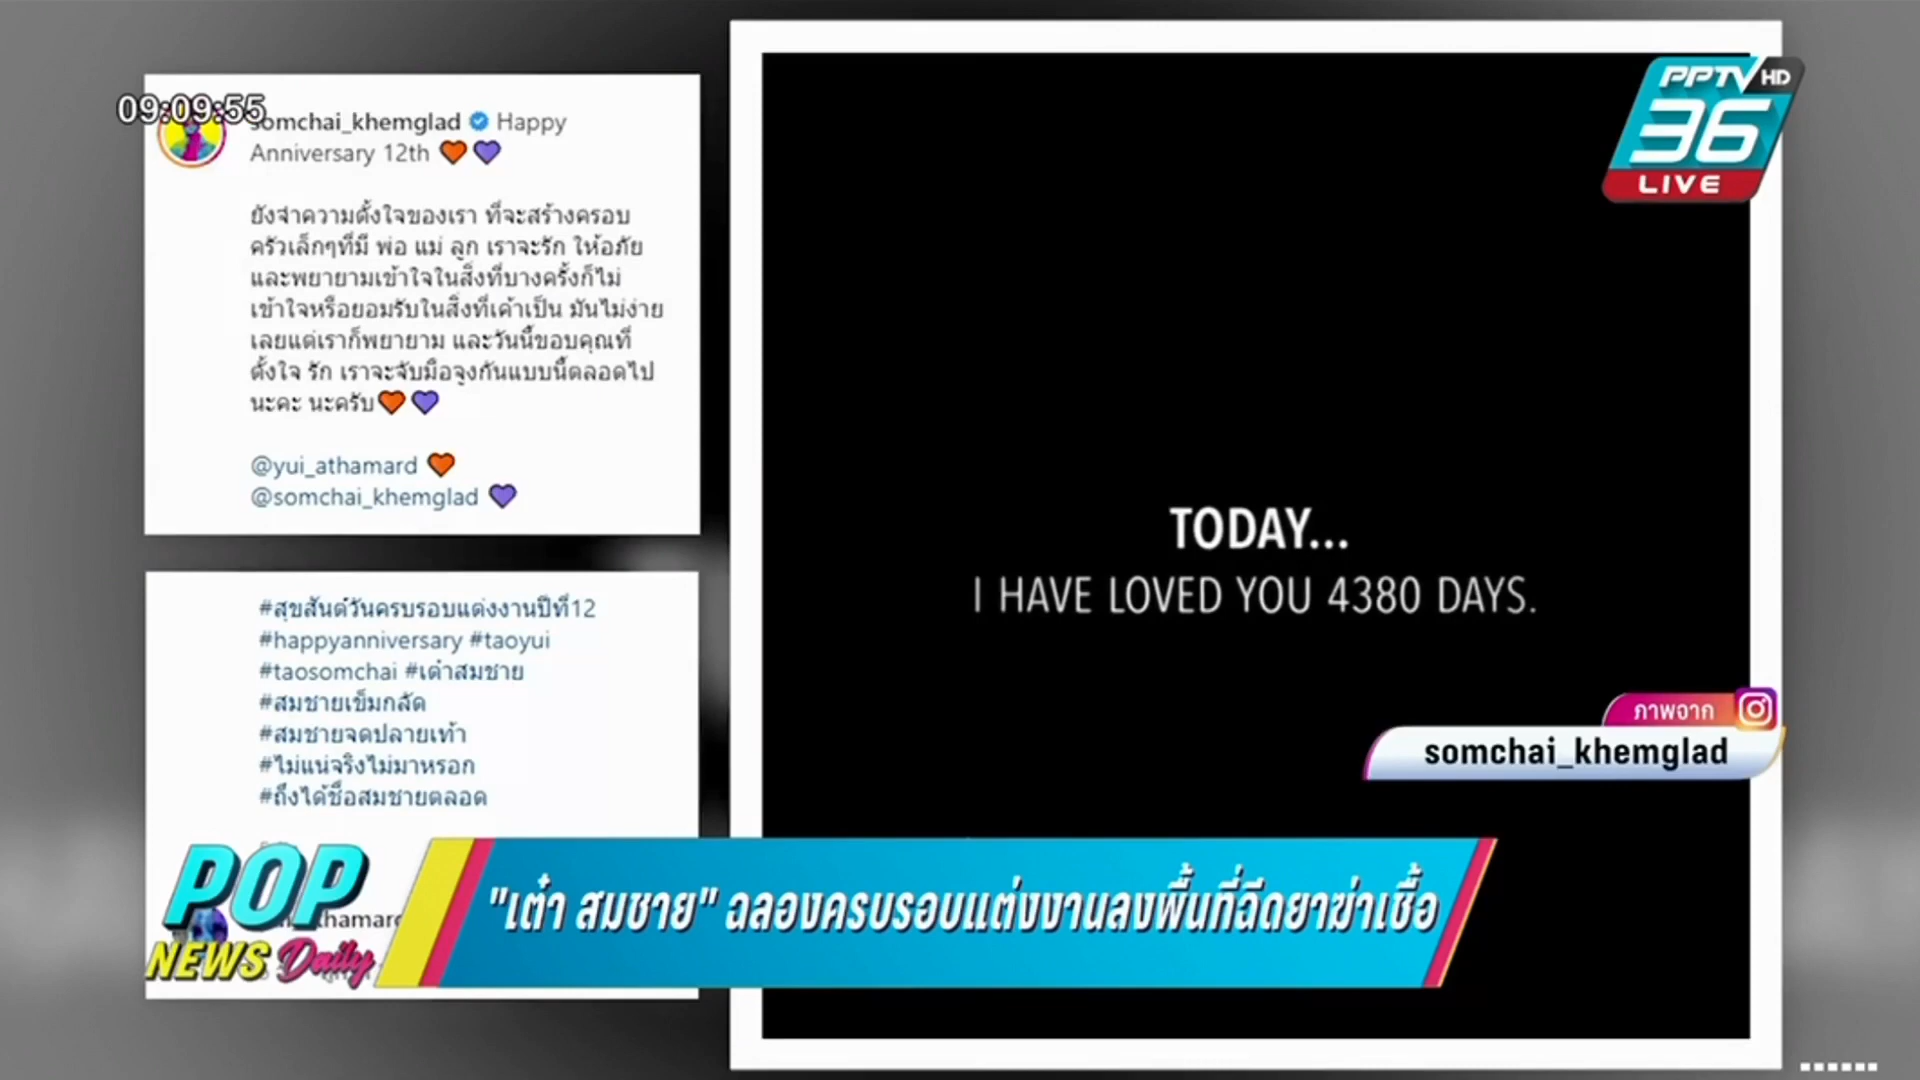 09:09:55
somchai_khemglad Happy
Anniversary 12th 🧡💜
ยังจำความตั้งใจของเรา ที่จะสร้างครอบ
ครัวเล็กๆที่มี พ่อ แม่ ลูก เราจะรัก ให้อภัย
และพยายามเข้าใจในสิ่งที่บางครั้งก็ไม่
เข้าใจหรือยอมรับในสิ่งที่เค้าเป็น มันไม่ง่าย
เลยแต่เราก็พยายาม และวันนี้ขอบคุณที่
ตั้งใจ รัก เราจะจับมือจูงกันแบบนี้ตลอดไป
นะคะ นะครับ🧡💜
@yui_athamard 🧡
@somchai_khemglad 💜
#สุขสันต์วันครบรอบแต่งงานปีที่12
#happyanniversary #taoyui
#taosomchai #เต๋าสมชาย
#สมชายเข็มกลัด
#สมชายจดปลายเท้า
#ไม่แน่จริงไม่มาหรอก
#ถึงได้ชื่อสมชายตลอด
TODAY...
I HAVE LOVED YOU 4380 DAYS.
PPTV HD
36
LIVE
ภาพจาก
somchai_khemglad
POP
NEWS Daily
"เต๋า สมชาย" ฉลองครบรอบแต่งงานลงพื้นที่ฉีดยาฆ่าเชื้อ